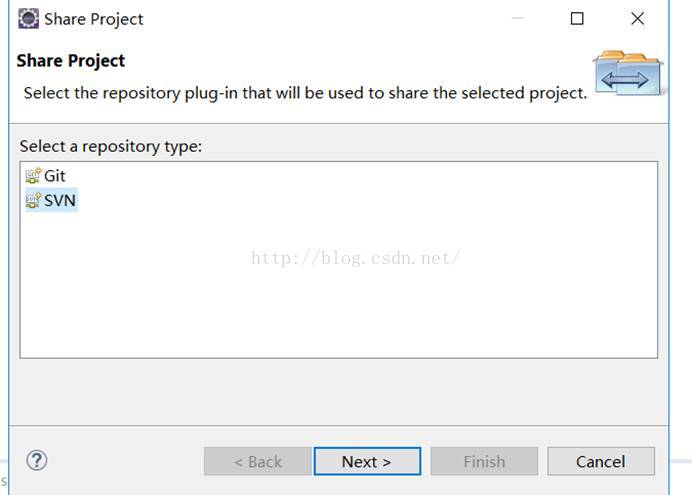 Share Project
Share Project
Select the repository plug-in that will be used to share the selected project.
Select a repository type:
Git
SVN
http://blog.csdn.net/
?
< Back
Next >
Finish
Cancel
s